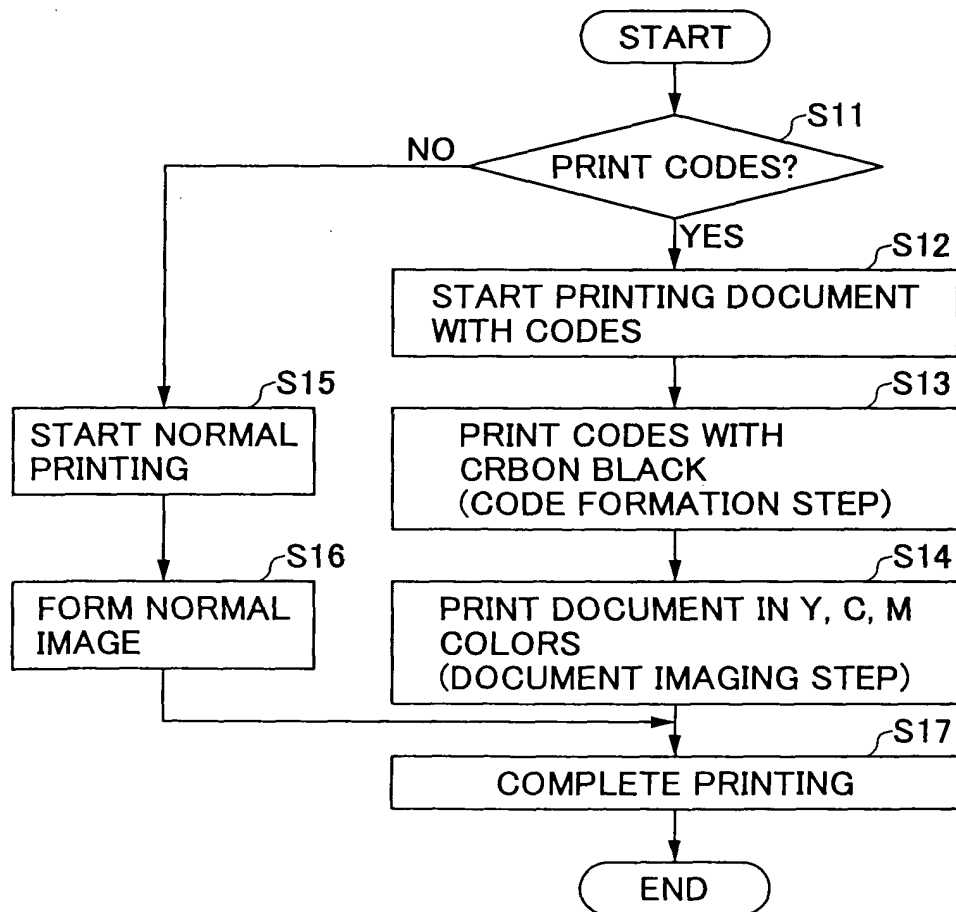 START
S11
PRINT CODES?
NO
YES
S12
START PRINTING DOCUMENT
WITH CODES
S13
PRINT CODES WITH
CRBON BLACK
(CODE FORMATION STEP)
S14
PRINT DOCUMENT IN Y, C, M
COLORS
(DOCUMENT IMAGING STEP)
S15
START NORMAL
PRINTING
S16
FORM NORMAL
IMAGE
S17
COMPLETE PRINTING
END